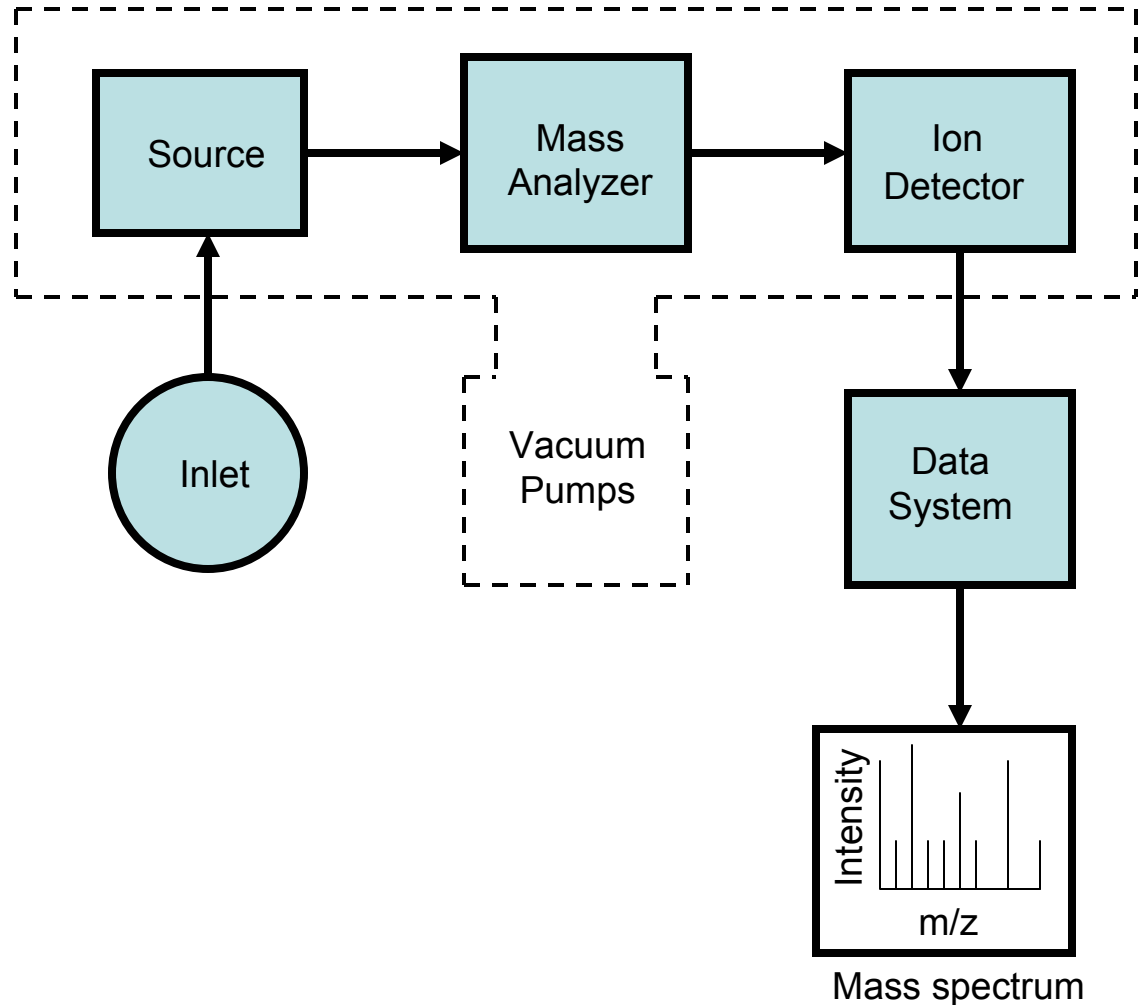 Source
Mass
Analyzer
Ion
Detector
Inlet
Vacuum
Pumps
Data
System
Intensity
m/z
Mass spectrum